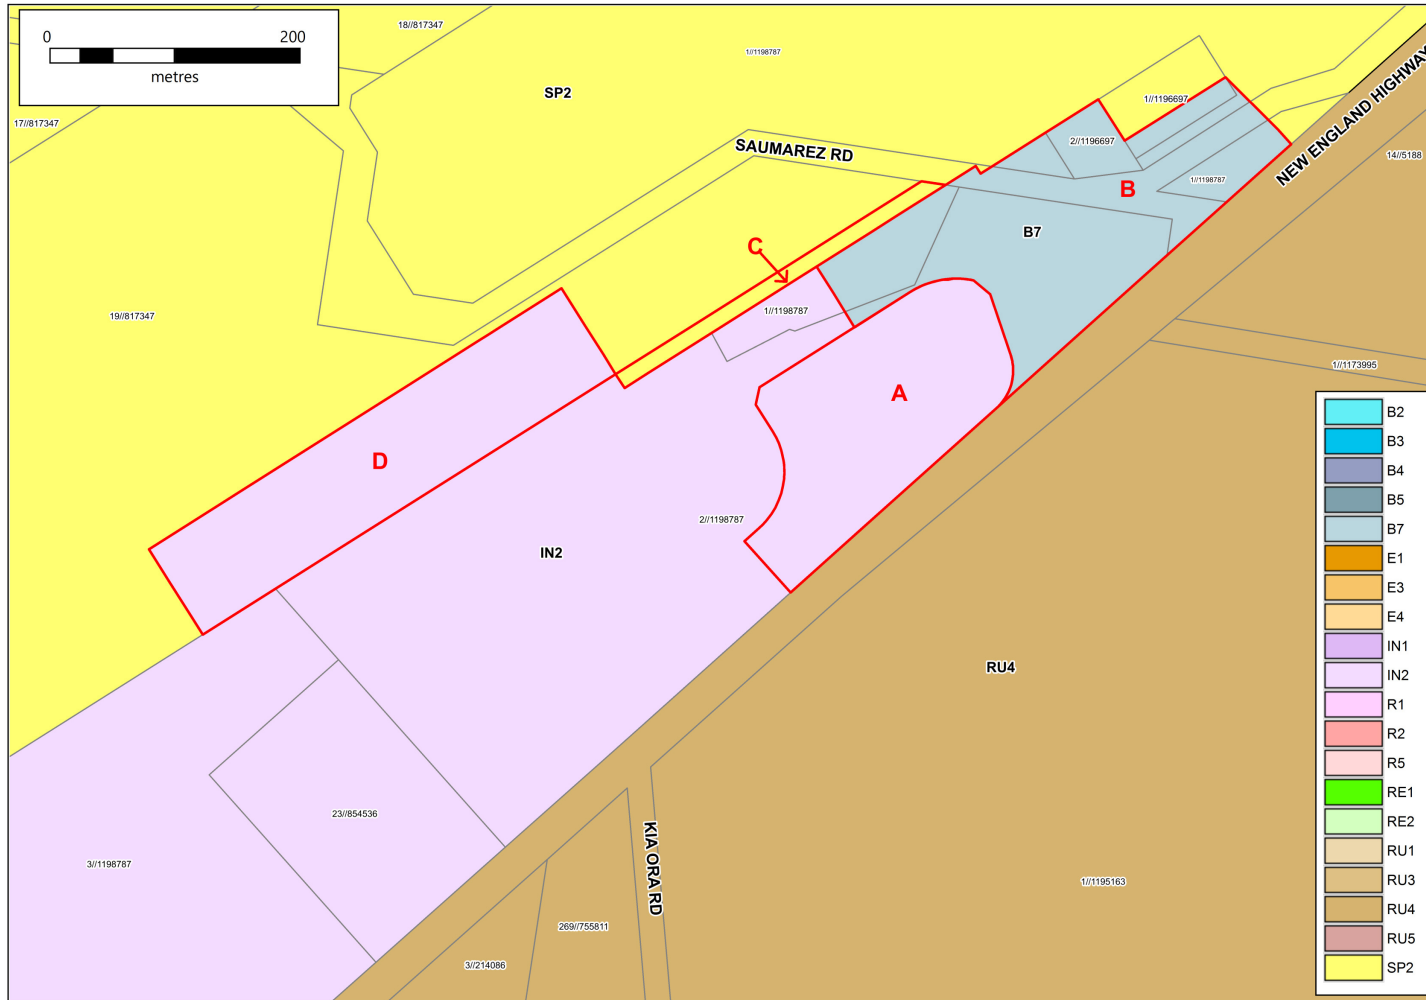 0
200
metres
18//817347
1//1198787
SP2
17//817347
1//1196697
2//1196697
NEW ENGLAND HIGHWAY
14//5188
SAUMAREZ RD
1//1198787
B
B7
C
19//817347
1//1198787
1//1173995
A
D
2//1198787
IN2
RU4
23//854536
3//1198787
KIA ORA RD
1//1195163
269//755811
3//214086
B2
B3
B4
B5
B7
E1
E3
E4
IN1
IN2
R1
R2
R5
RE1
RE2
RU1
RU3
RU4
RU5
SP2